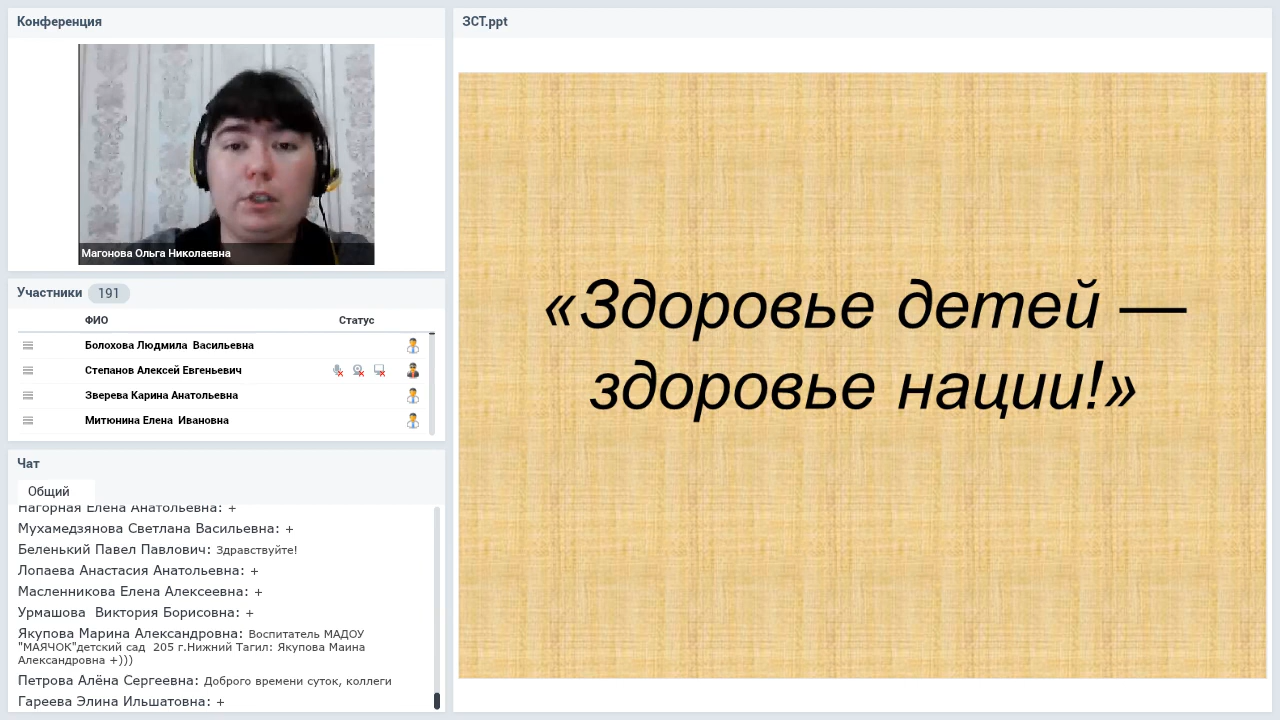 Конференция
Магонова Ольга Николаевна
Участники 191
ФИО Статус
Болохова Людмила Васильевна
Степанов Алексей Евгеньевич
Зверева Карина Анатольевна
Митюнина Елена Ивановна
Чат
Общий
Нагорная Елена Анатольевна: +
Мухамедзянова Светлана Васильевна: +
Беленький Павел Павлович: Здравствуйте!
Лопаева Анастасия Анатольевна: +
Масленникова Елена Алексеевна: +
Урмашова Виктория Борисовна: +
Якупова Марина Александровна: Воспитатель МАДОУ
"МАЯЧОК"детский сад 205 г.Нижний Тагил: Якупова Маина
Александровна +)))
Петрова Алёна Сергеевна: Доброго времени суток, коллеги
Гареева Элина Ильшатовна: +
ЗСТ.ppt
«Здоровье детей —
здоровье нации!»